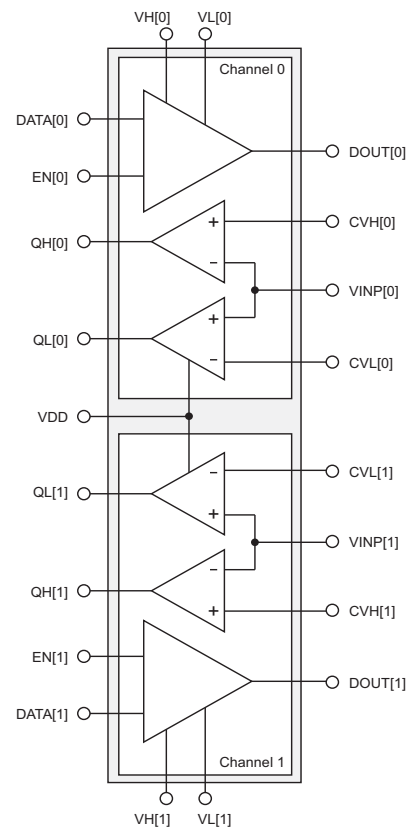 VH[0] VL[0]
Channel 0
DATA[0]
DOUT[0]
EN[0]
CVH[0]
+
QH[0]
−
VINP[0]
+
QL[0]
−
CVL[0]
VDD
CVL[1]
−
QL[1]
+
VINP[1]
−
QH[1]
+
CVH[1]
EN[1]
DOUT[1]
DATA[1]
Channel 1
VH[1] VL[1]